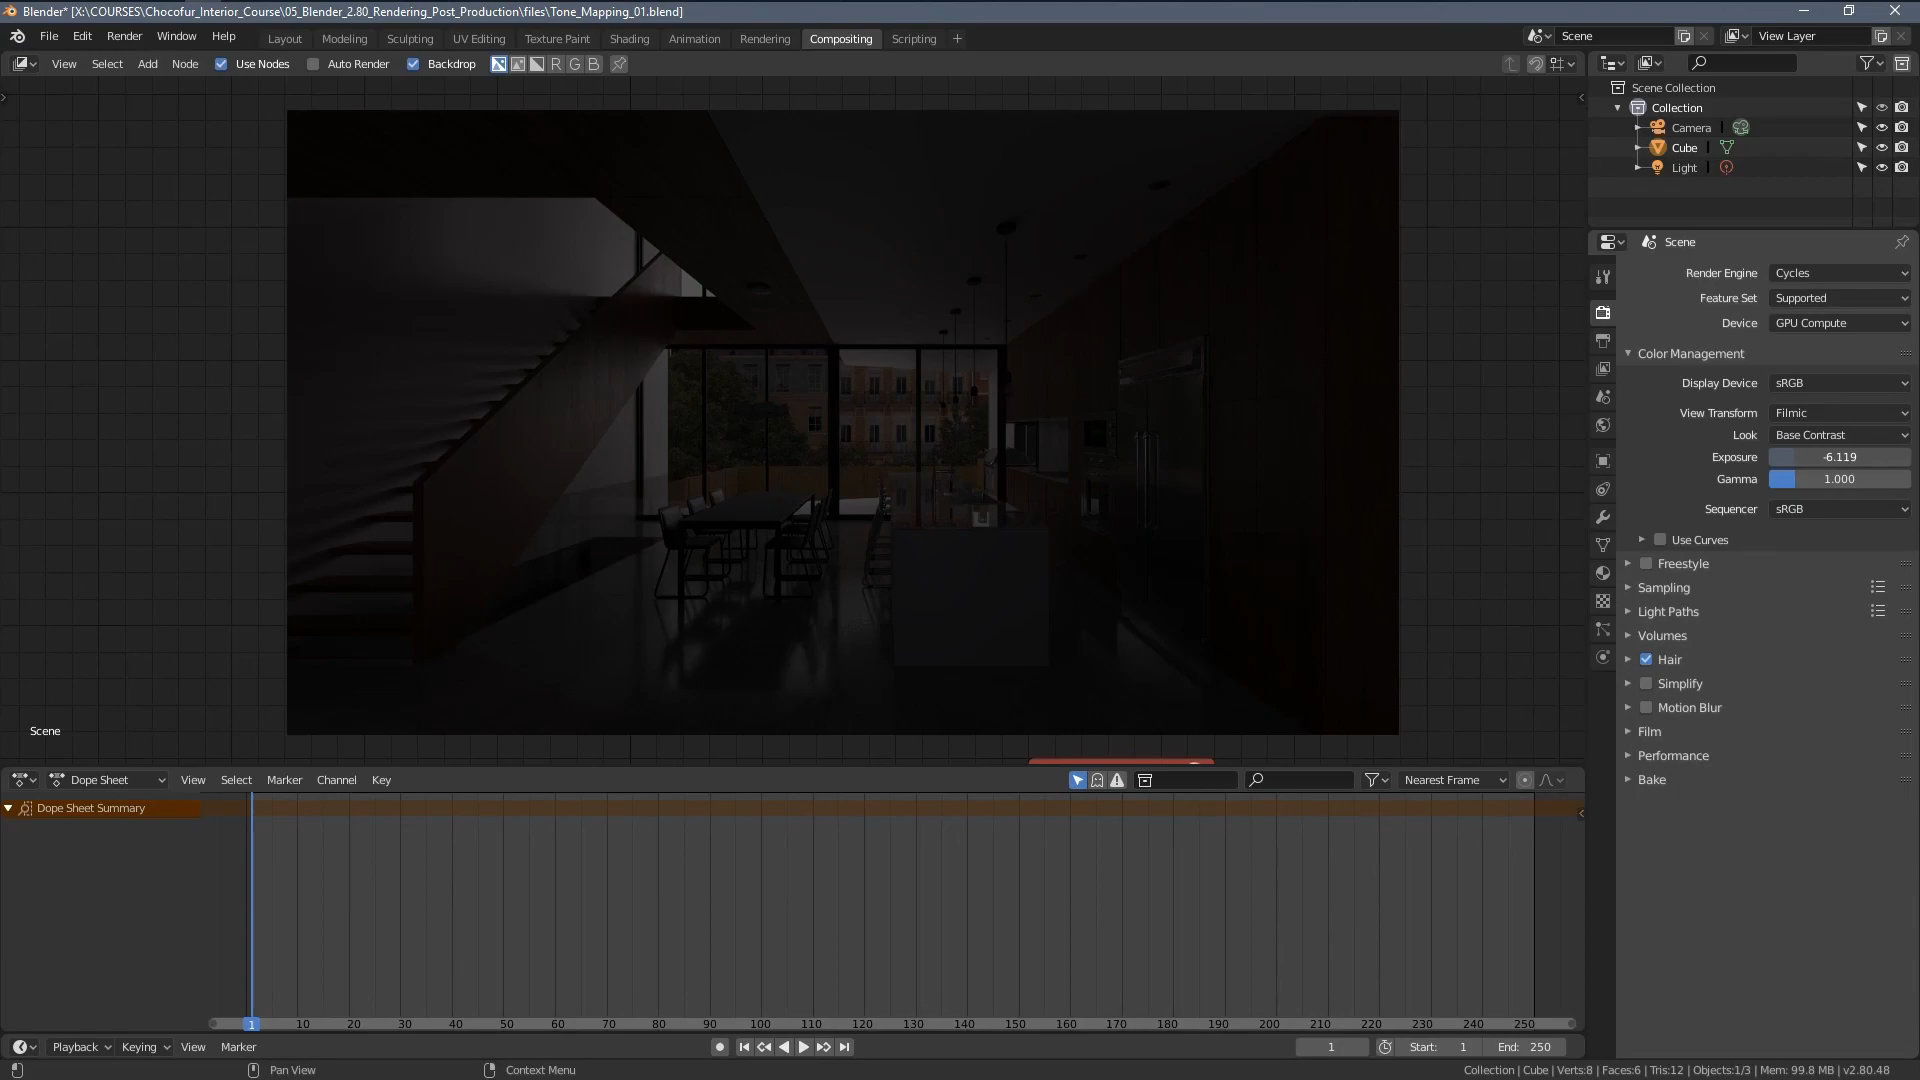 Blender* [X:\COURSES\Chocofur_Interior_Course\05_Blender_2.80_Rendering_Post_Production\files\Tone_Mapping_01.blend]
File Edit Render Window Help Layout Modeling Sculpting UV Editing Texture Paint Shading Animation Rendering Compositing Scripting + Scene View Layer
View Select Add Node Use Nodes Auto Render Backdrop R G B
Scene Collection
Collection
Camera
Cube
Light
Scene
Render Engine Cycles
Feature Set Supported
Device GPU Compute
Color Management
Display Device sRGB
View Transform Filmic
Look Base Contrast
Exposure -6.119
Gamma 1.000
Sequencer sRGB
Use Curves
Freestyle
Sampling
Light Paths
Volumes
Hair
Simplify
Motion Blur
Film
Performance
Bake
Scene
Dope Sheet View Select Marker Channel Key Nearest Frame
Dope Sheet Summary
1 10 20 30 40 50 60 70 80 90 100 110 120 130 140 150 160 170 180 190 200 210 220 230 240 250
Playback Keying View Marker 1 Start: 1 End: 250
Pan View Context Menu Collection | Cube | Verts:8 | Faces:6 | Tris:12 | Objects:1/3 | Mem: 99.8 MB | v2.80.48